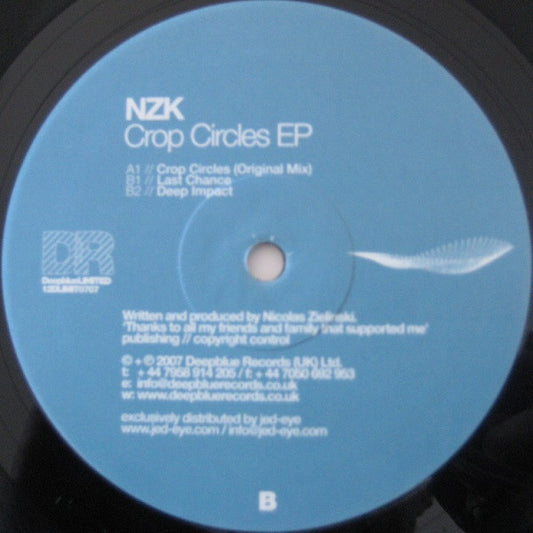 NZK
Crop Circles EP
A1 // Crop Circles (Original Mix)
B1 // Last Chance
B2 // Deep Impact
DR
DeepblueLIMITED
12DLIMIT0707
Written and produced by Nicolas Zielinski.
'Thanks to all my friends and family that supported me'
publishing // copyright control
© + ℗ 2007 Deepblue Records (UK) Ltd.
t: +44 7958 914 205 / f: +44 7050 682 953
e: info@deepbluerecords.co.uk
w: www.deepbluerecords.co.uk
exclusively distributed by jed-eye
www.jed-eye.com / info@jed-eye.com
B